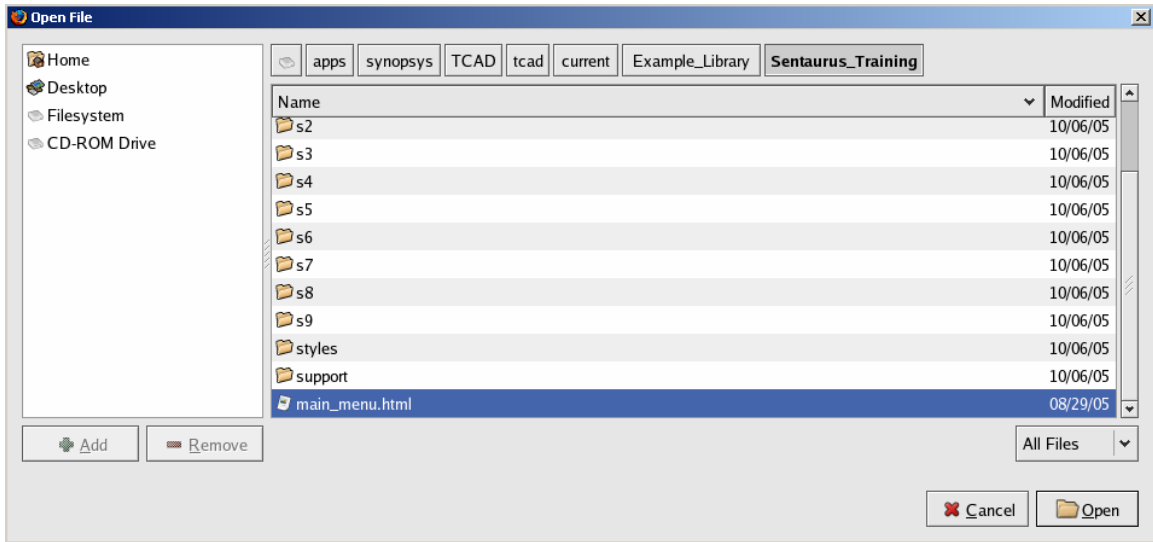 Open File
Home
Desktop
Filesystem
CD-ROM Drive
apps synopsys TCAD tcad current Example_Library Sentaurus_Training
Name Modified
s2 10/06/05
s3 10/06/05
s4 10/06/05
s5 10/06/05
s6 10/06/05
s7 10/06/05
s8 10/06/05
s9 10/06/05
styles 10/06/05
support 10/06/05
main_menu.html 08/29/05
Add Remove All Files
Cancel Open